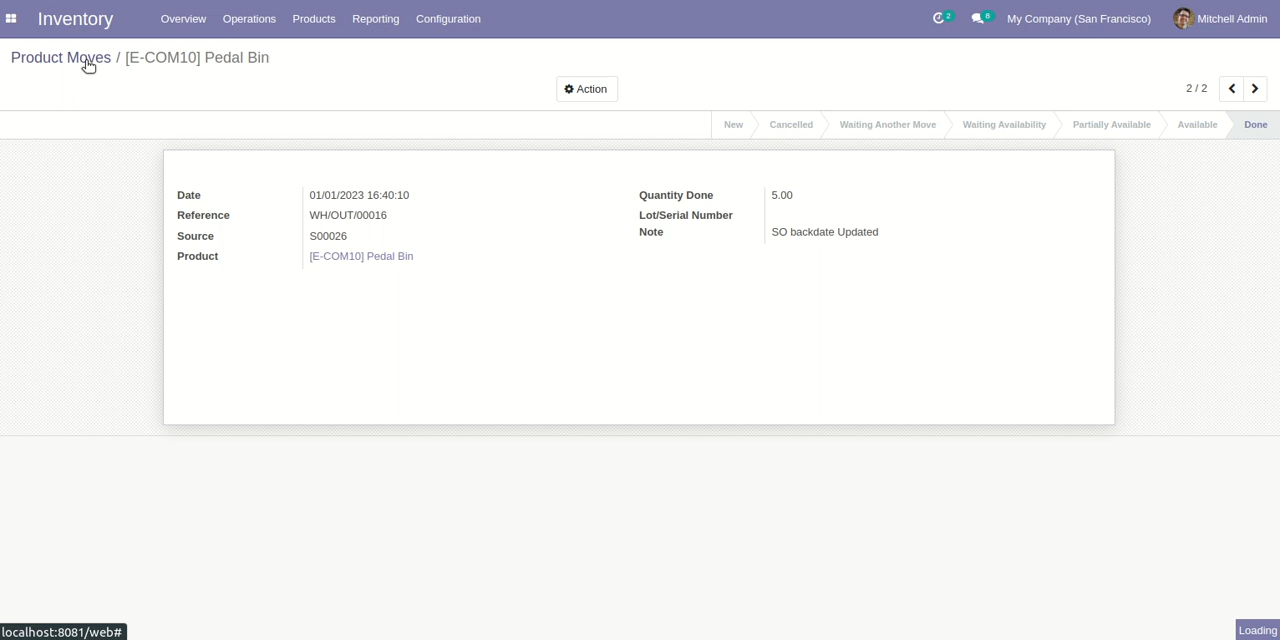 Inventory Overview Operations Products Reporting Configuration 2 8 My Company (San Francisco) Mitchell Admin
Product Moves / [E-COM10] Pedal Bin
Action 2 / 2
New Cancelled Waiting Another Move Waiting Availability Partially Available Available Done
Date 01/01/2023 16:40:10 Quantity Done 5.00
Reference WH/OUT/00016 Lot/Serial Number
Source S00026 Note SO backdate Updated
Product [E-COM10] Pedal Bin
localhost:8081/web# Loading